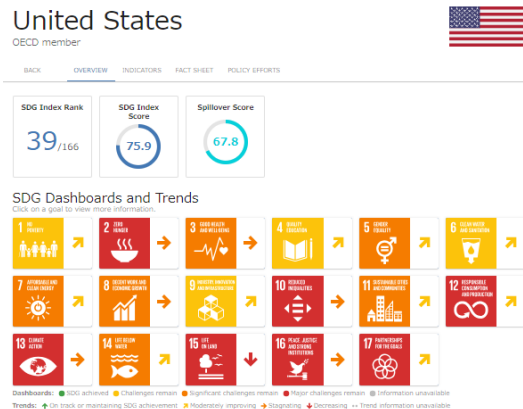 United States
OECD member
BACK OVERVIEW INDICATORS FACT SHEET POLICY EFFORTS
SDG Index Rank
39/166
SDG Index
Score
75.9
Spillover Score
67.8
SDG Dashboards and Trends
Click on a goal to view more information.
1 NO
POVERTY
2 ZERO
HUNGER
3 GOOD HEALTH
AND WELL-BEING
4 QUALITY
EDUCATION
5 GENDER
EQUALITY
6 CLEAN WATER
AND SANITATION
7 AFFORDABLE AND
CLEAN ENERGY
8 DECENT WORK AND
ECONOMIC GROWTH
9 INDUSTRY, INNOVATION
AND INFRASTRUCTURE
10 REDUCED
INEQUALITIES
11 SUSTAINABLE CITIES
AND COMMUNITIES
12 RESPONSIBLE
CONSUMPTION
AND PRODUCTION
13 CLIMATE
ACTION
14 LIFE BELOW
WATER
15 LIFE
ON LAND
16 PEACE, JUSTICE
AND STRONG
INSTITUTIONS
17 PARTNERSHIPS
FOR THE GOALS
Dashboards: SDG achieved Challenges remain Significant challenges remain Major challenges remain Information unavailable
Trends: On track or maintaining SDG achievement Moderately improving Stagnating Decreasing Trend information unavailable